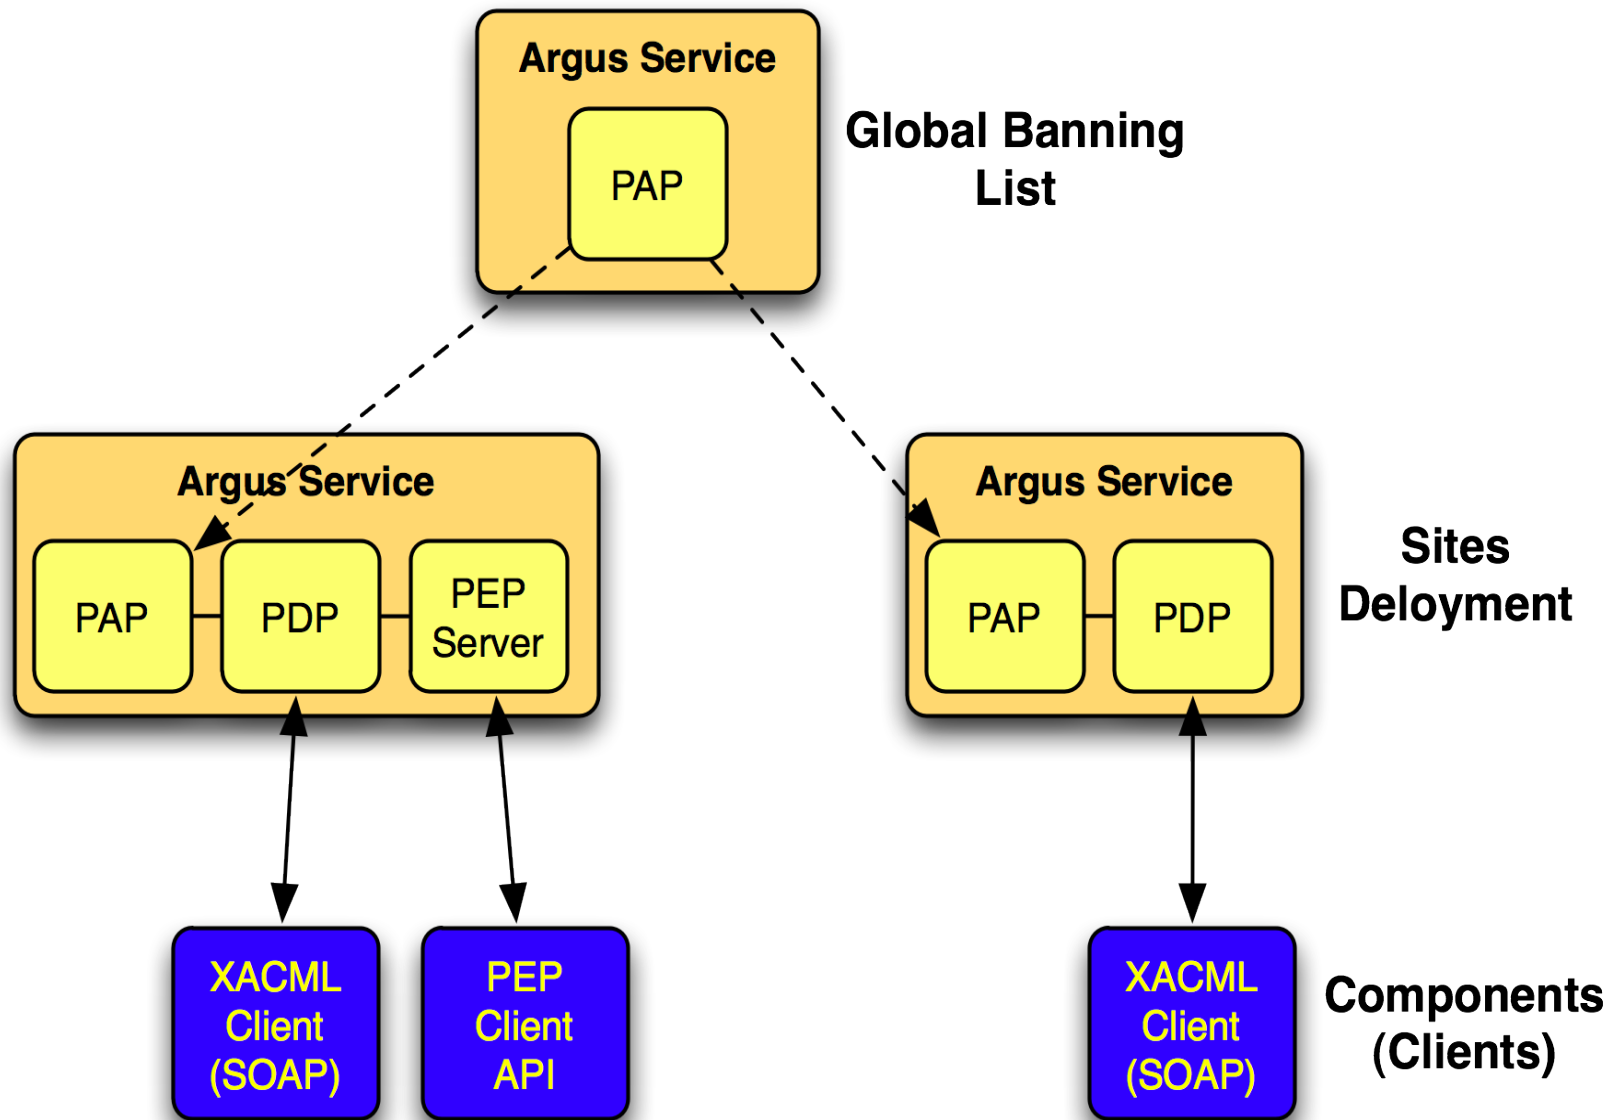 Argus Service
PAP
Global Banning
List
Argus Service
PAP
PDP
PEP
Server
Argus Service
PAP
PDP
Sites
Deloyment
XACML
Client
(SOAP)
PEP
Client
API
XACML
Client
(SOAP)
Components
(Clients)